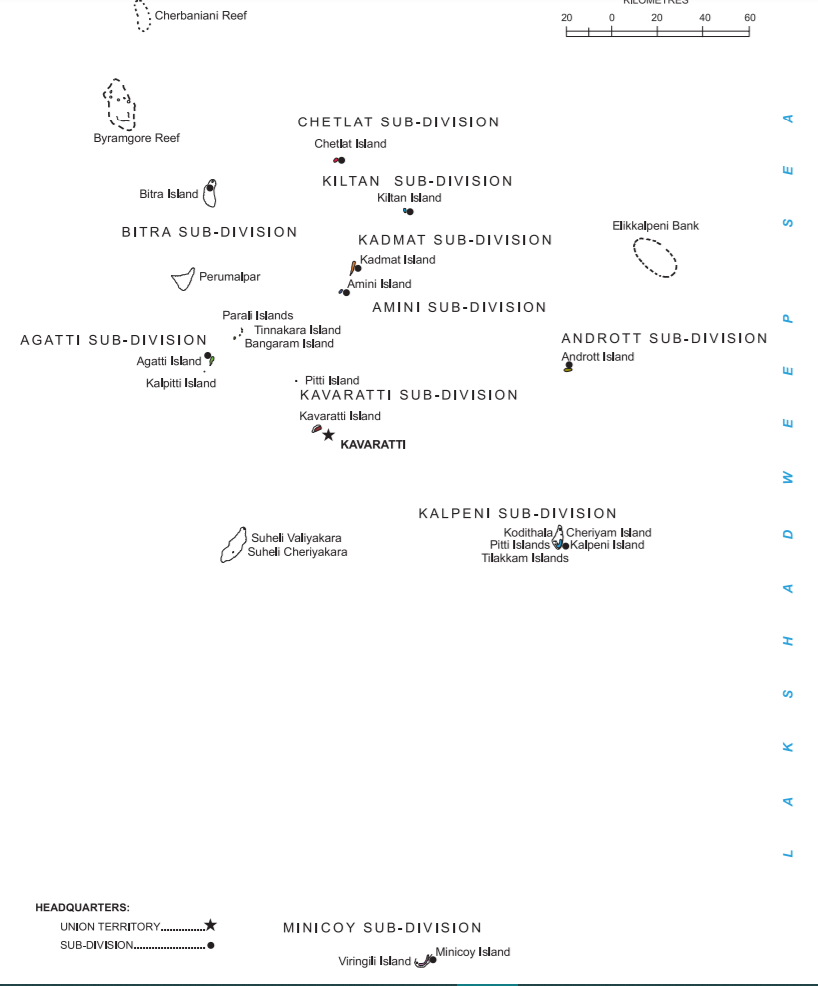 KILOMETRES
20 0 20 40 60
Cherbaniani Reef
Byramgore Reef
CHETLAT SUB-DIVISION
Chetlat Island
KILTAN SUB-DIVISION
Kiltan Island
Bitra Island
BITRA SUB-DIVISION
Elikkalpeni Bank
KADMAT SUB-DIVISION
Kadmat Island
Perumalpar
Amini Island
AMINI SUB-DIVISION
Parali Islands
Tinnakara Island
Bangaram Island
AGATTI SUB-DIVISION
Agatti Island
Kalpitti Island
ANDROTT SUB-DIVISION
Andrott Island
Pitti Island
KAVARATTI SUB-DIVISION
Kavaratti Island
KAVARATTI
KALPENI SUB-DIVISION
Kodithala
Cheriyam Island
Pitti Islands
Kalpeni Island
Tilakkam Islands
Suheli Valiyakara
Suheli Cheriyakara
LAKSHADWEEP SEA
HEADQUARTERS:
UNION TERRITORY..............★
SUB-DIVISION.......................●
MINICOY SUB-DIVISION
Minicoy Island
Viringili Island